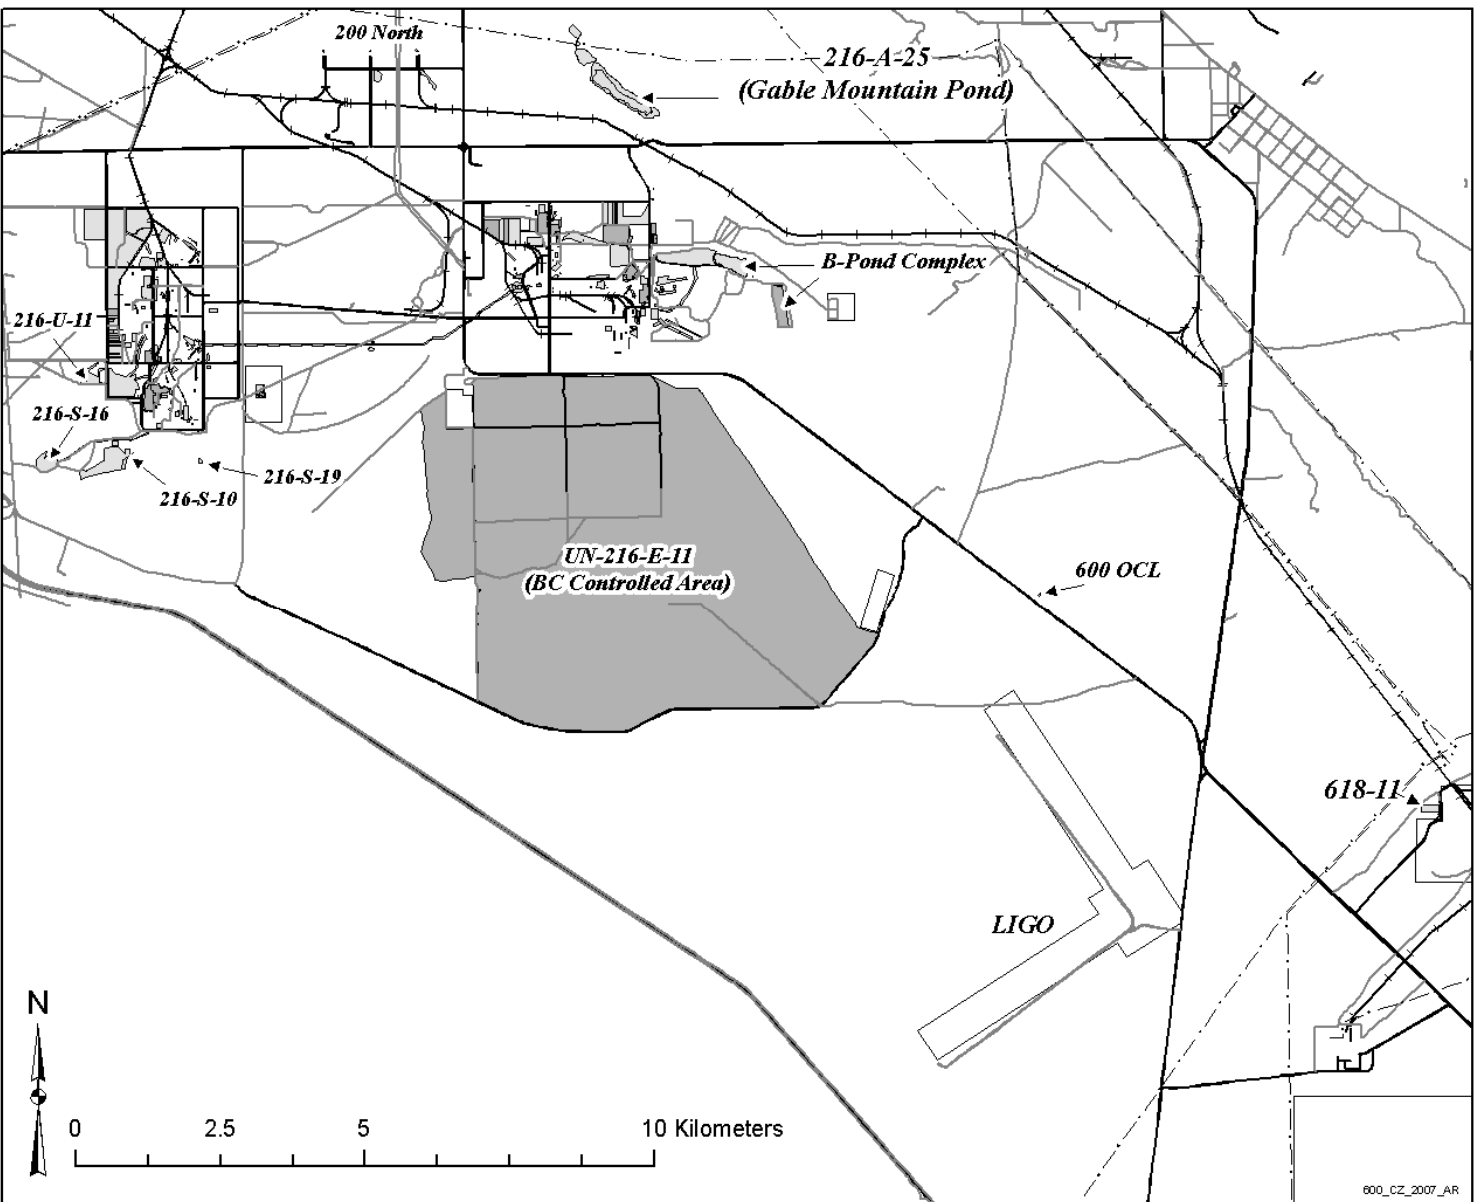 200 North
216-A-25
(Gable Mountain Pond)
B-Pond Complex
216-U-11
216-S-16
216-S-19
216-S-10
UN-216-E-11
(BC Controlled Area)
600 OCL
618-11
LIGO
N
0 2.5 5 10 Kilometers
600_CZ_2007_AR